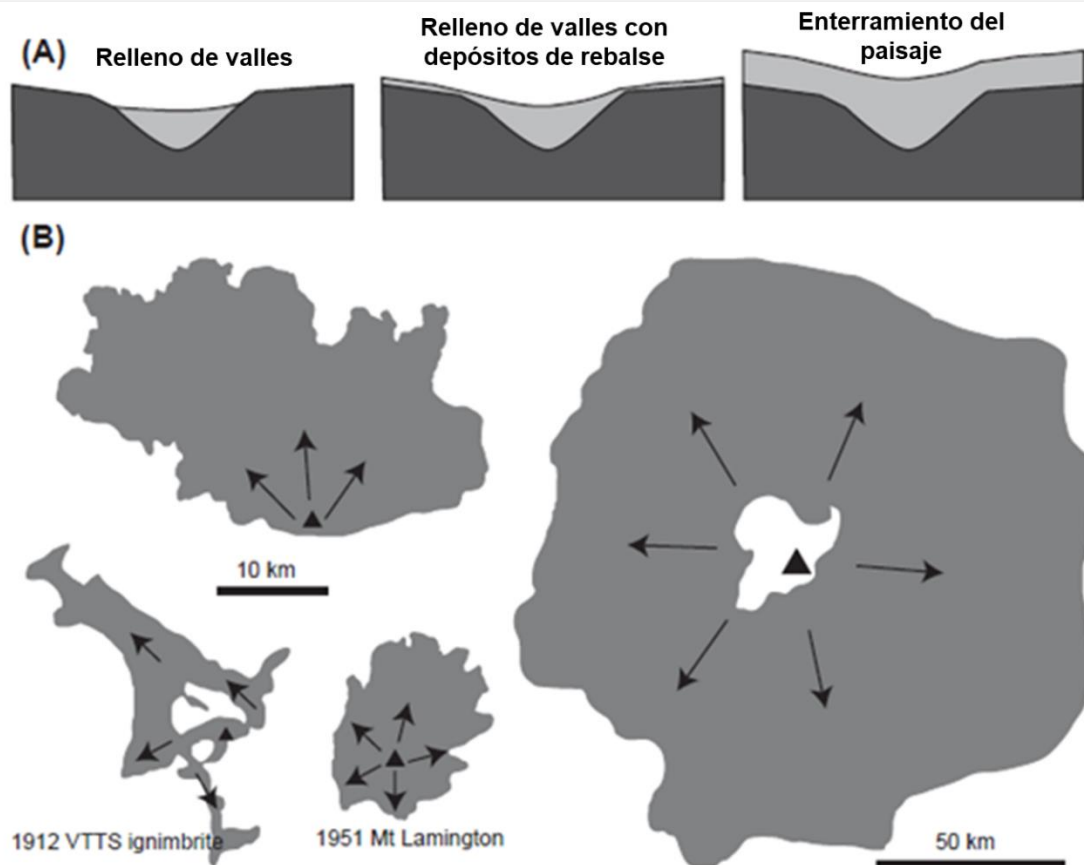 (A)
Relleno de valles
Relleno de valles con
depósitos de rebalse
Enterramiento del
paisaje
(B)
10 km
1912 VTTS ignimbrite
1951 Mt Lamington
50 km